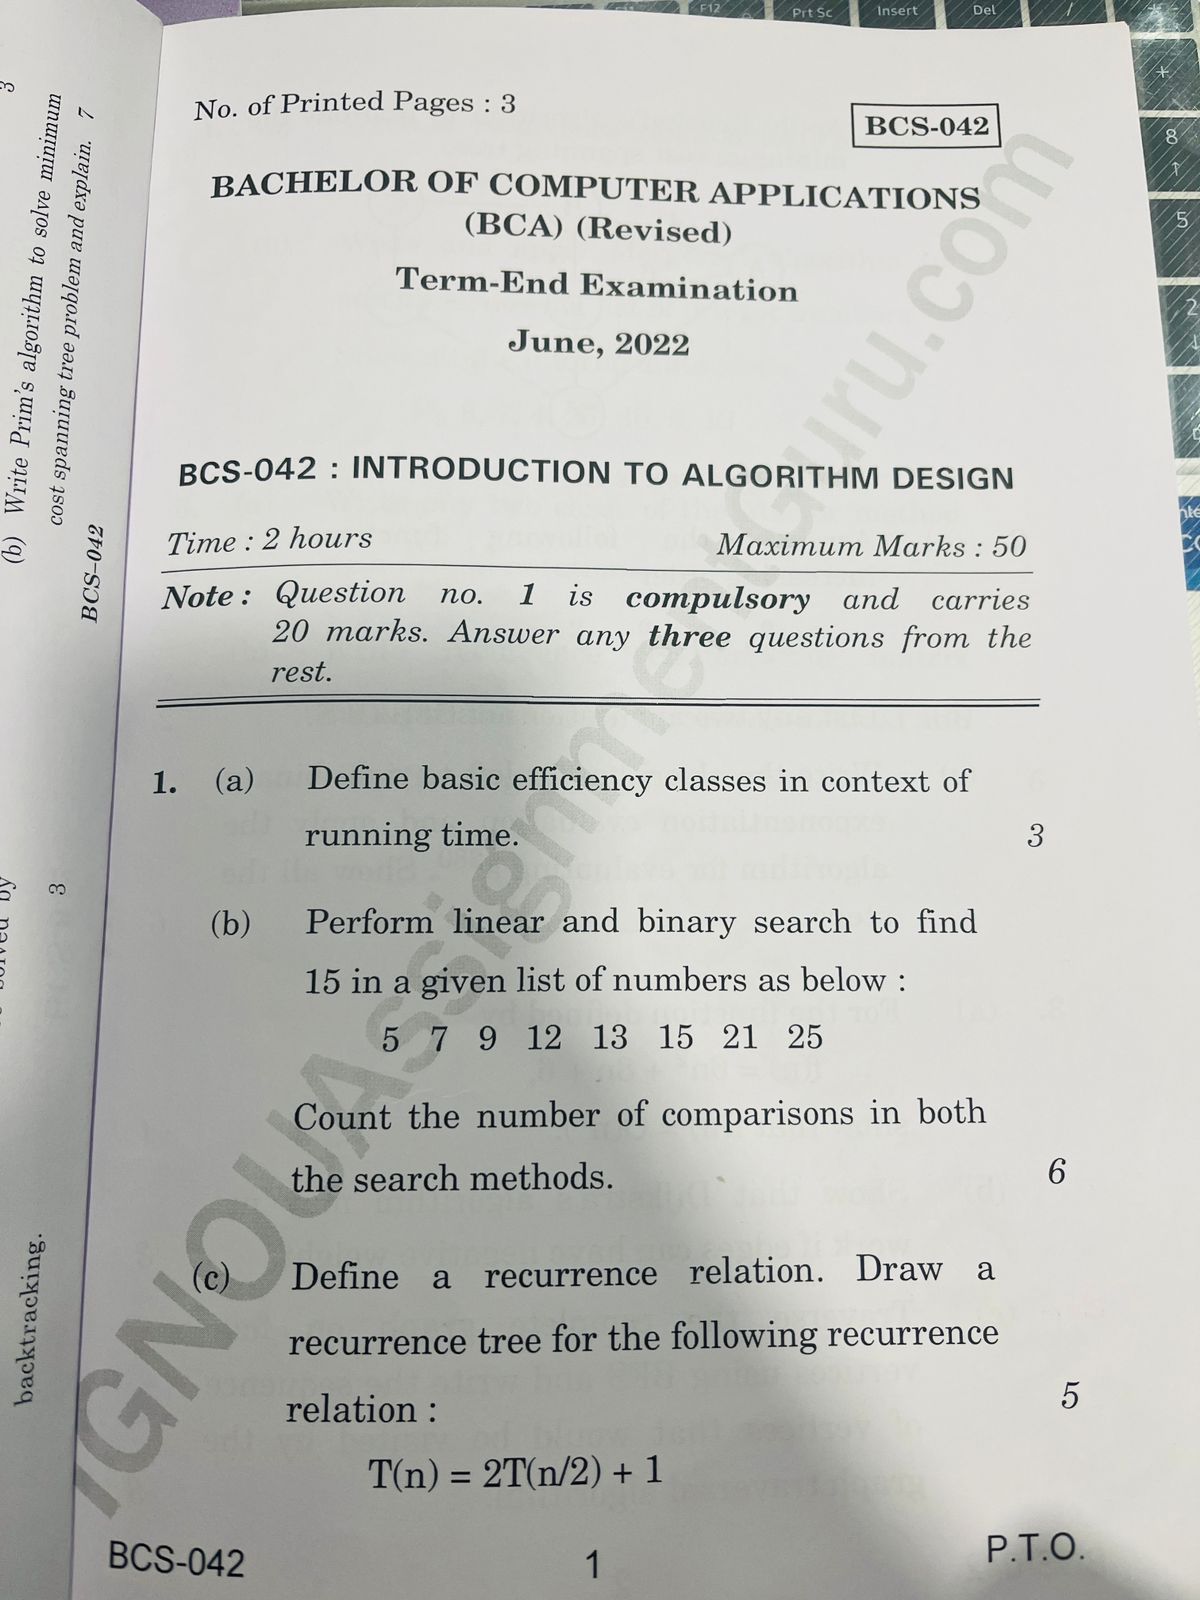 No. of Printed Pages : 3
BCS-042
BACHELOR OF COMPUTER APPLICATIONS
(BCA) (Revised)
Term-End Examination
June, 2022
BCS-042 : INTRODUCTION TO ALGORITHM DESIGN
Time : 2 hours Maximum Marks : 50
Note : Question no. 1 is compulsory and carries
20 marks. Answer any three questions from the
rest.
1. (a) Define basic efficiency classes in context of
running time. 3
(b) Perform linear and binary search to find
15 in a given list of numbers as below :
5 7 9 12 13 15 21 25
Count the number of comparisons in both
the search methods. 6
(c) Define a recurrence relation. Draw a
recurrence tree for the following recurrence
relation : 5
T(n) = 2T(n/2) + 1
BCS-042 1 P.T.O.
IGNOUAssignmentGuru.com
3
(b) Write Prim's algorithm to solve minimum
cost spanning tree problem and explain. 7
BCS–042
solved by
3
backtracking.
F12
Prt Sc
Insert
Del
/
+
8
5
2